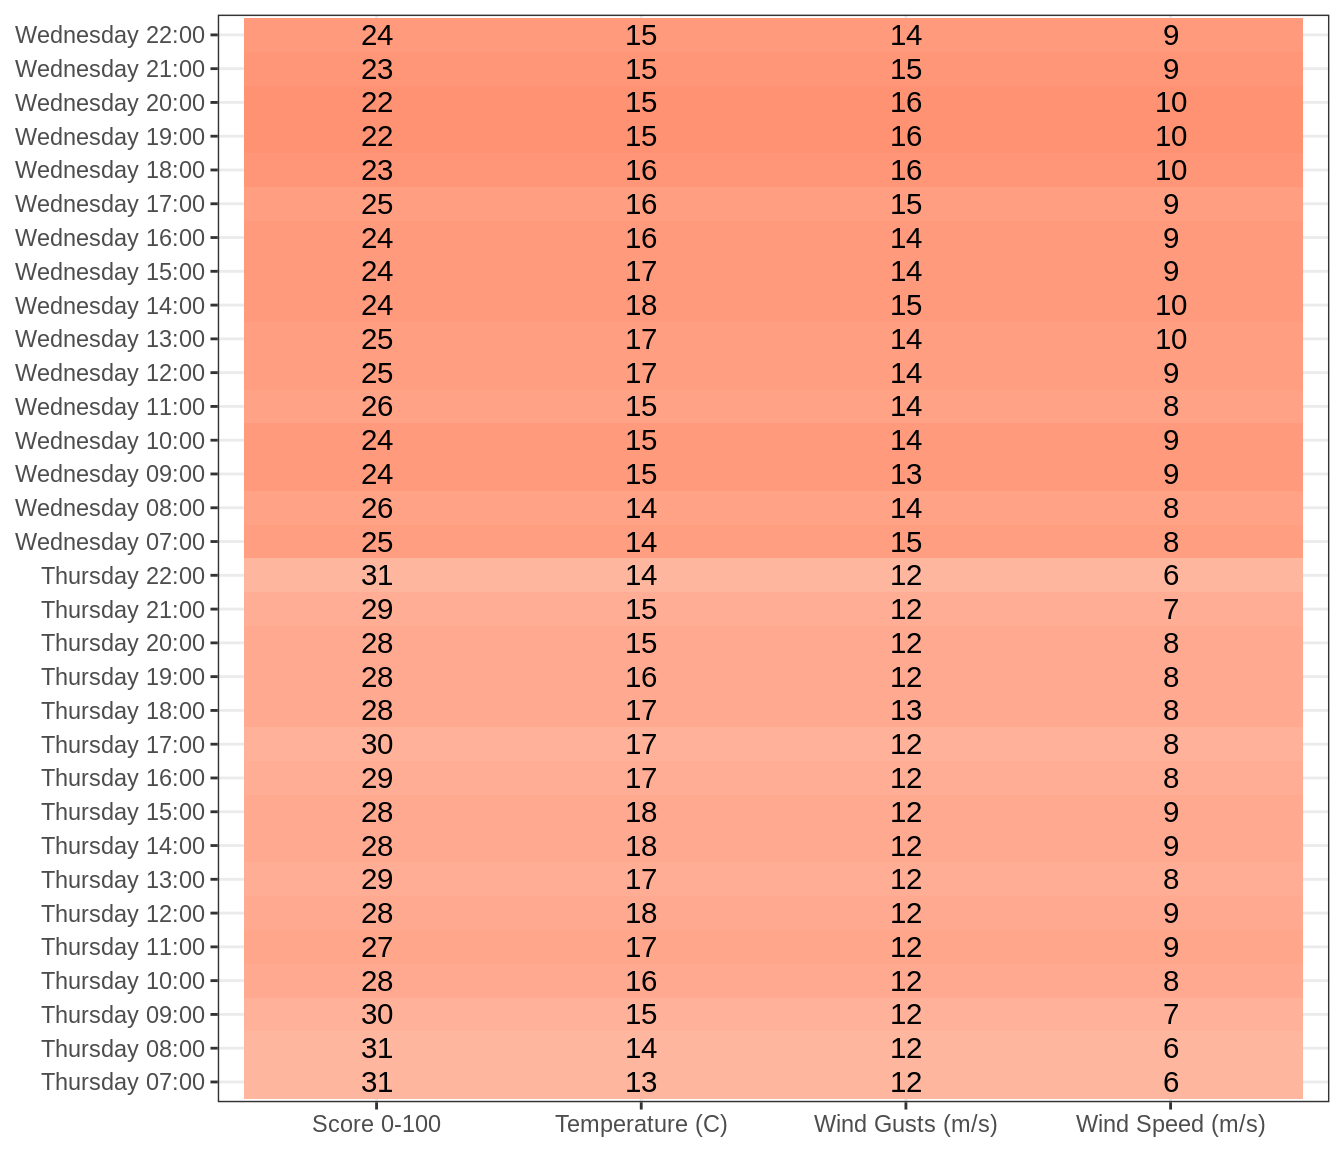 Wednesday 22:00 24 15 14 9
Wednesday 21:00 23 15 15 9
Wednesday 20:00 22 15 16 10
Wednesday 19:00 22 15 16 10
Wednesday 18:00 23 16 16 10
Wednesday 17:00 25 16 15 9
Wednesday 16:00 24 16 14 9
Wednesday 15:00 24 17 14 9
Wednesday 14:00 24 18 15 10
Wednesday 13:00 25 17 14 10
Wednesday 12:00 25 17 14 9
Wednesday 11:00 26 15 14 8
Wednesday 10:00 24 15 14 9
Wednesday 09:00 24 15 13 9
Wednesday 08:00 26 14 14 8
Wednesday 07:00 25 14 15 8
Thursday 22:00 31 14 12 6
Thursday 21:00 29 15 12 7
Thursday 20:00 28 15 12 8
Thursday 19:00 28 16 12 8
Thursday 18:00 28 17 13 8
Thursday 17:00 30 17 12 8
Thursday 16:00 29 17 12 8
Thursday 15:00 28 18 12 9
Thursday 14:00 28 18 12 9
Thursday 13:00 29 17 12 8
Thursday 12:00 28 18 12 9
Thursday 11:00 27 17 12 9
Thursday 10:00 28 16 12 8
Thursday 09:00 30 15 12 7
Thursday 08:00 31 14 12 6
Thursday 07:00 31 13 12 6
Score 0-100 Temperature (C) Wind Gusts (m/s) Wind Speed (m/s)